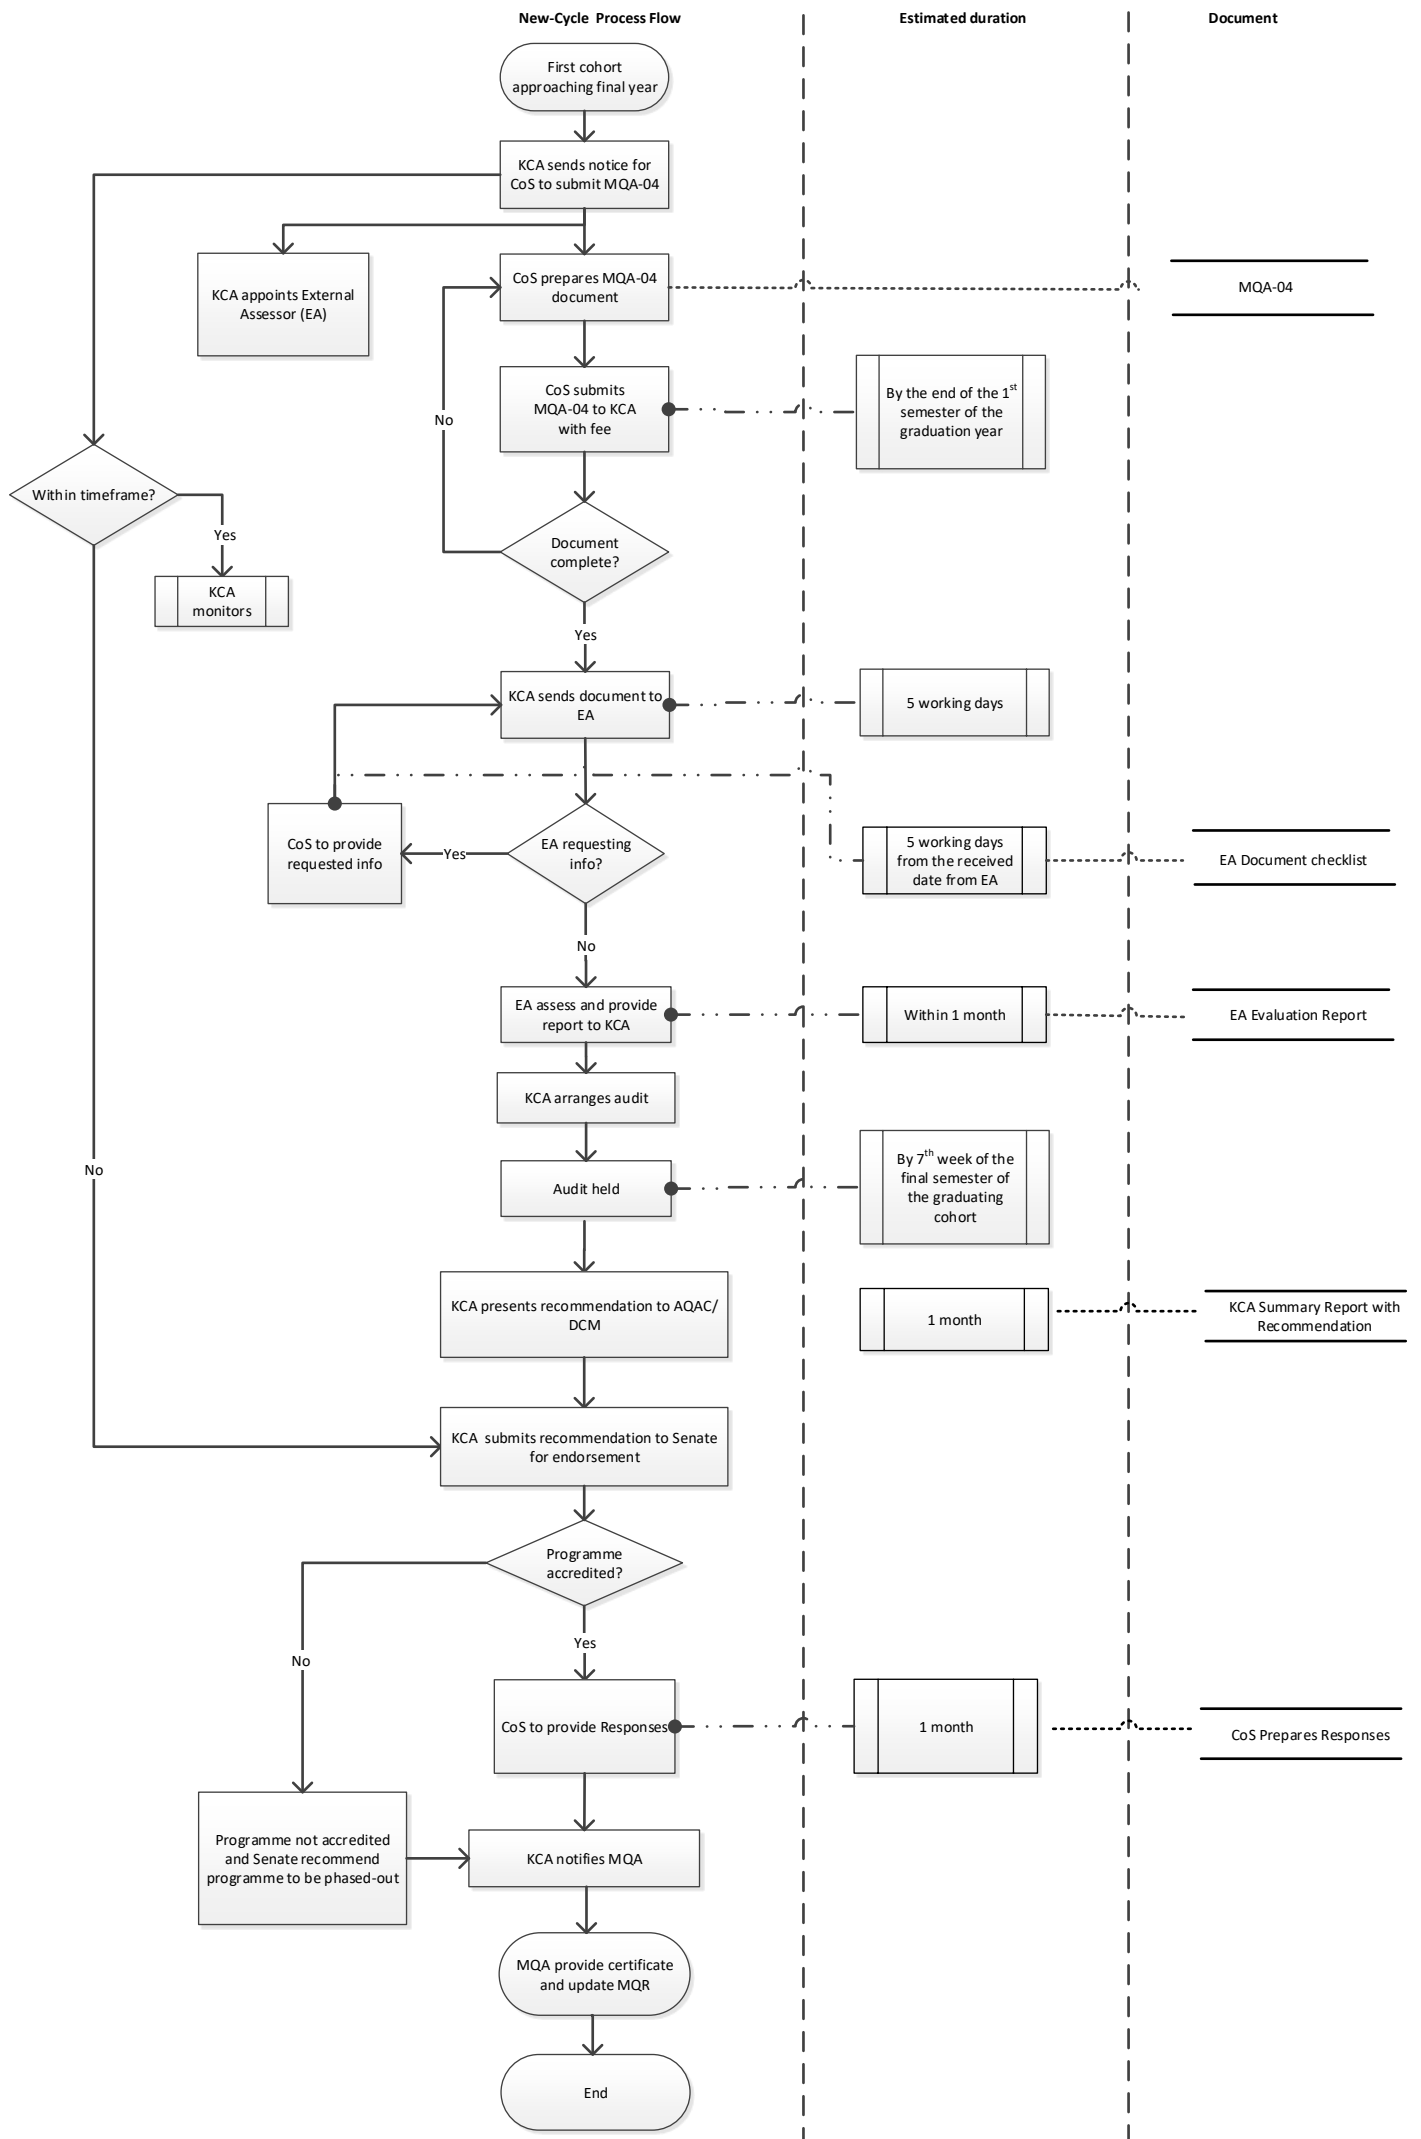 New-Cycle Process Flow
Estimated duration
Document
First cohort
approaching final year
KCA sends notice for
CoS to submit MQA-04
KCA appoints External
Assessor (EA)
CoS prepares MQA-04
document
MQA-04
CoS submits
MQA-04 to KCA
with fee
By the end of the 1st
semester of the
graduation year
No
Within timeframe?
Yes
KCA
monitors
Document
complete?
Yes
KCA sends document to
EA
5 working days
CoS to provide
requested info
Yes
EA requesting
info?
5 working days
from the received
date from EA
EA Document checklist
No
EA assess and provide
report to KCA
Within 1 month
EA Evaluation Report
KCA arranges audit
No
Audit held
By 7th week of the
final semester of
the graduating
cohort
KCA presents recommendation to AQAC/
DCM
1 month
KCA Summary Report with
Recommendation
KCA submits recommendation to Senate
for endorsement
Programme
accredited?
Yes
No
CoS to provide Responses
1 month
CoS Prepares Responses
Programme not accredited
and Senate recommend
programme to be phased-out
KCA notifies MQA
MQA provide certificate
and update MQR
End